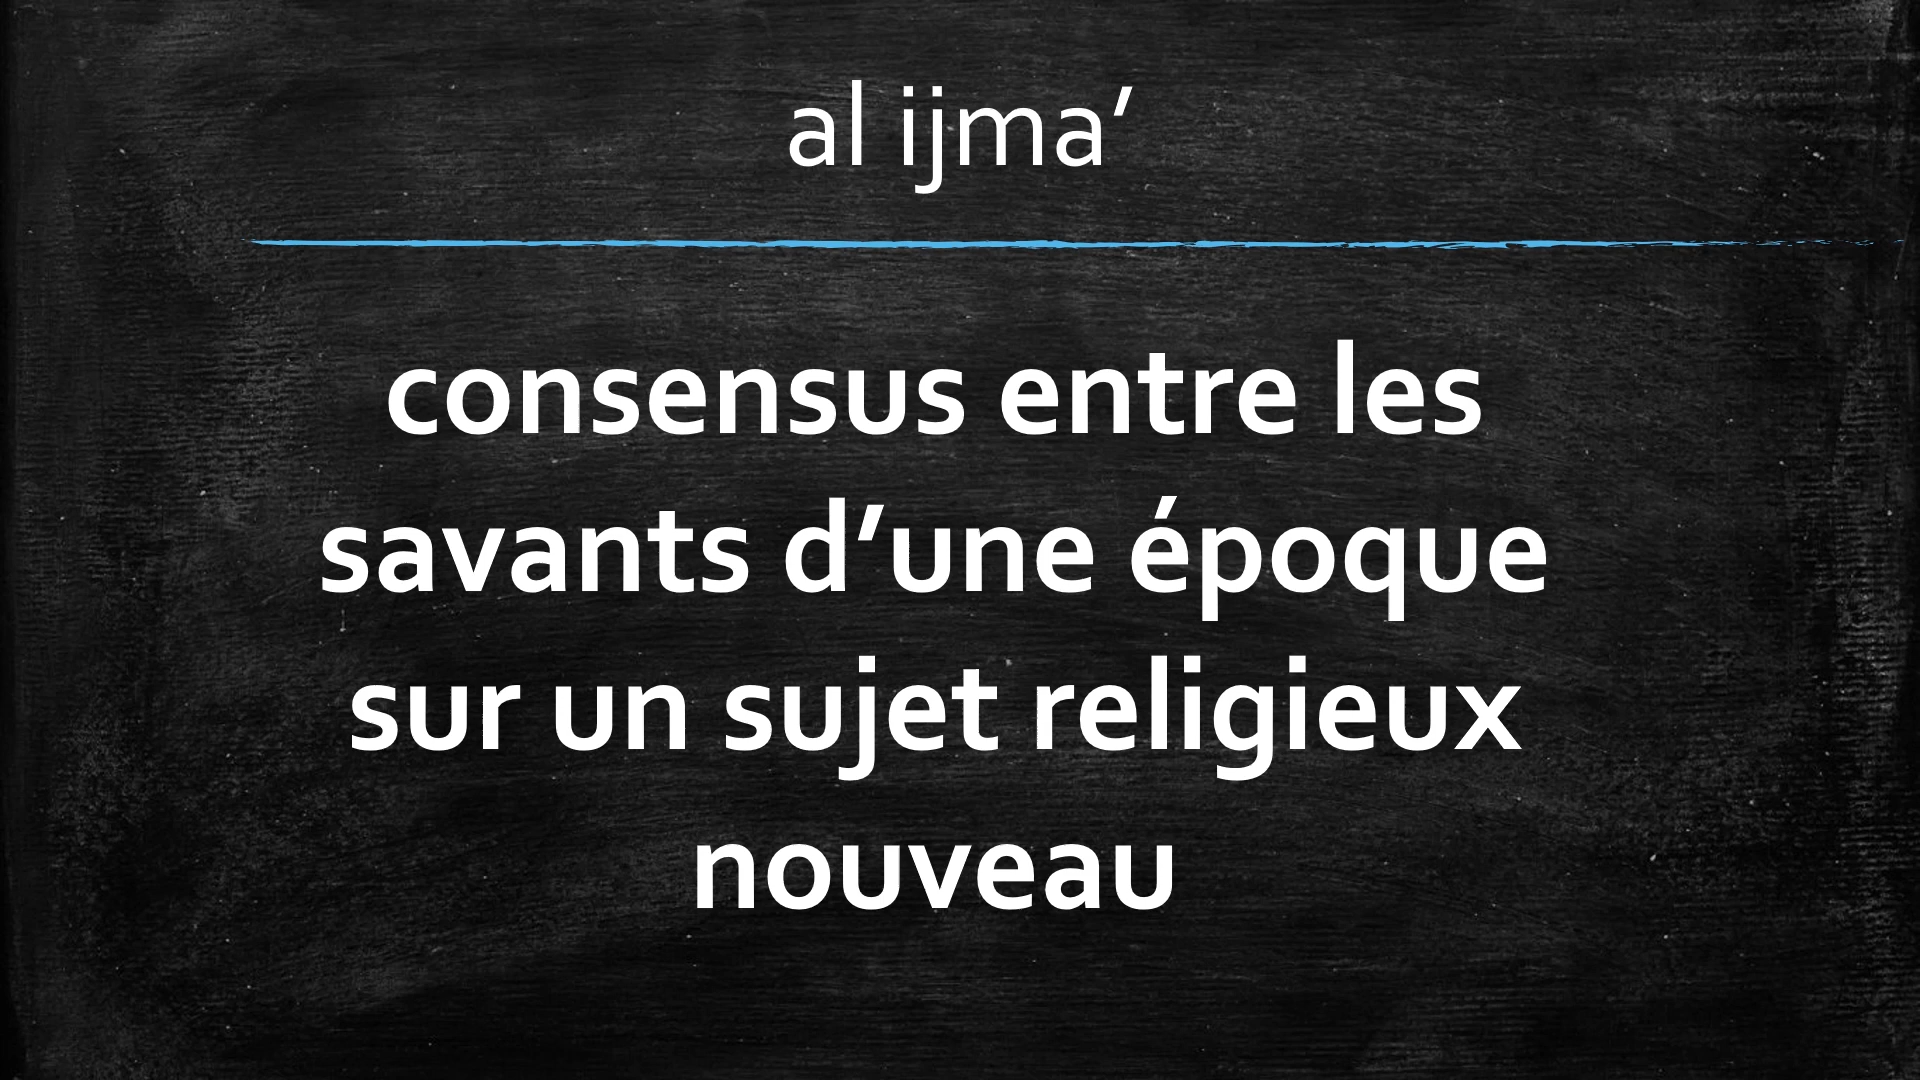 al ijma’
consensus entre les
savants d’une époque
sur un sujet religieux
nouveau